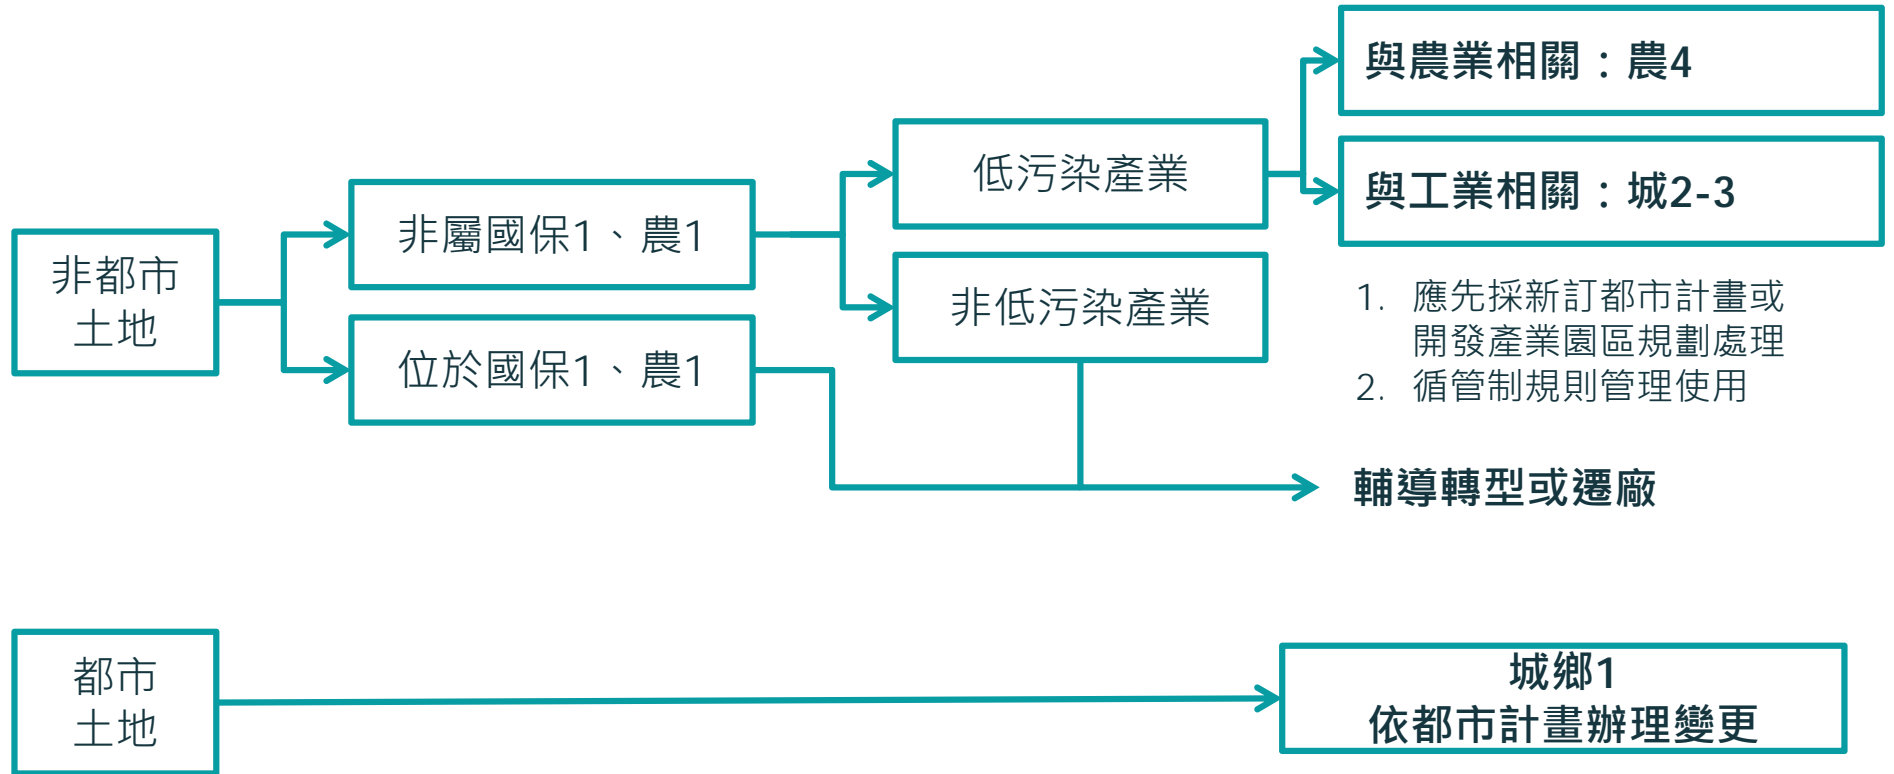 非都市
土地
非屬國保1、農1
位於國保1、農1
低污染產業
非低污染產業
與農業相關：農4
與工業相關：城2-3
1. 應先採新訂都市計畫或
開發產業園區規劃處理
2. 循管制規則管理使用
輔導轉型或遷廠
都市
土地
城鄉1
依都市計畫辦理變更